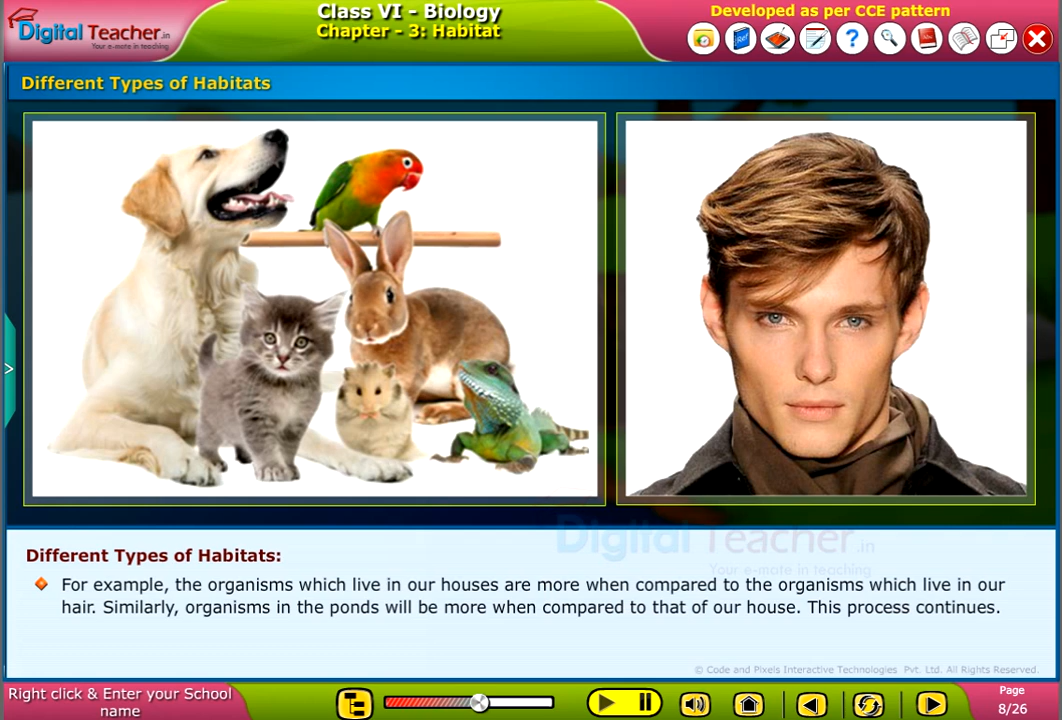 Digital Teacher.in
Your e-mate in teaching
Class VI - Biology
Chapter - 3: Habitat
Developed as per CCE pattern
Ref
?
Different Types of Habitats
>
Digital Teacher.in
Your e-mate in teaching
Different Types of Habitats:
For example, the organisms which live in our houses are more when compared to the organisms which live in our
hair. Similarly, organisms in the ponds will be more when compared to that of our house. This process continues.
© Code and Pixels Interactive Technologies Pvt. Ltd. All Rights Reserved.
Right click & Enter your School
name
Page
8/26